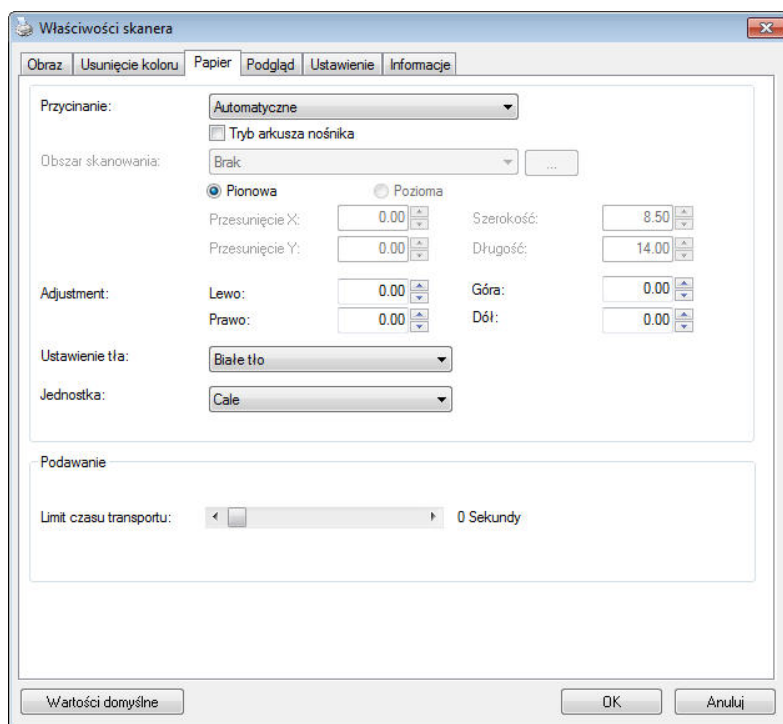 Właściwości skanera
Obraz Usunięcie koloru Papier Podgląd Ustawienie Informacje
Przycinanie: Automatyczne
Tryb arkusza nośnika
Obszar skanowania: Brak ...
Pionowa Pozioma
Przesunięcie X: 0.00 Szerokość: 8.50
Przesunięcie Y: 0.00 Długość: 14.00
Adjustment: Lewo: 0.00 Góra: 0.00
Prawo: 0.00 Dół: 0.00
Ustawienie tła: Białe tło
Jednostka: Cale
Podawanie
Limit czasu transportu: 0 Sekundy
Wartości domyślne OK Anuluj